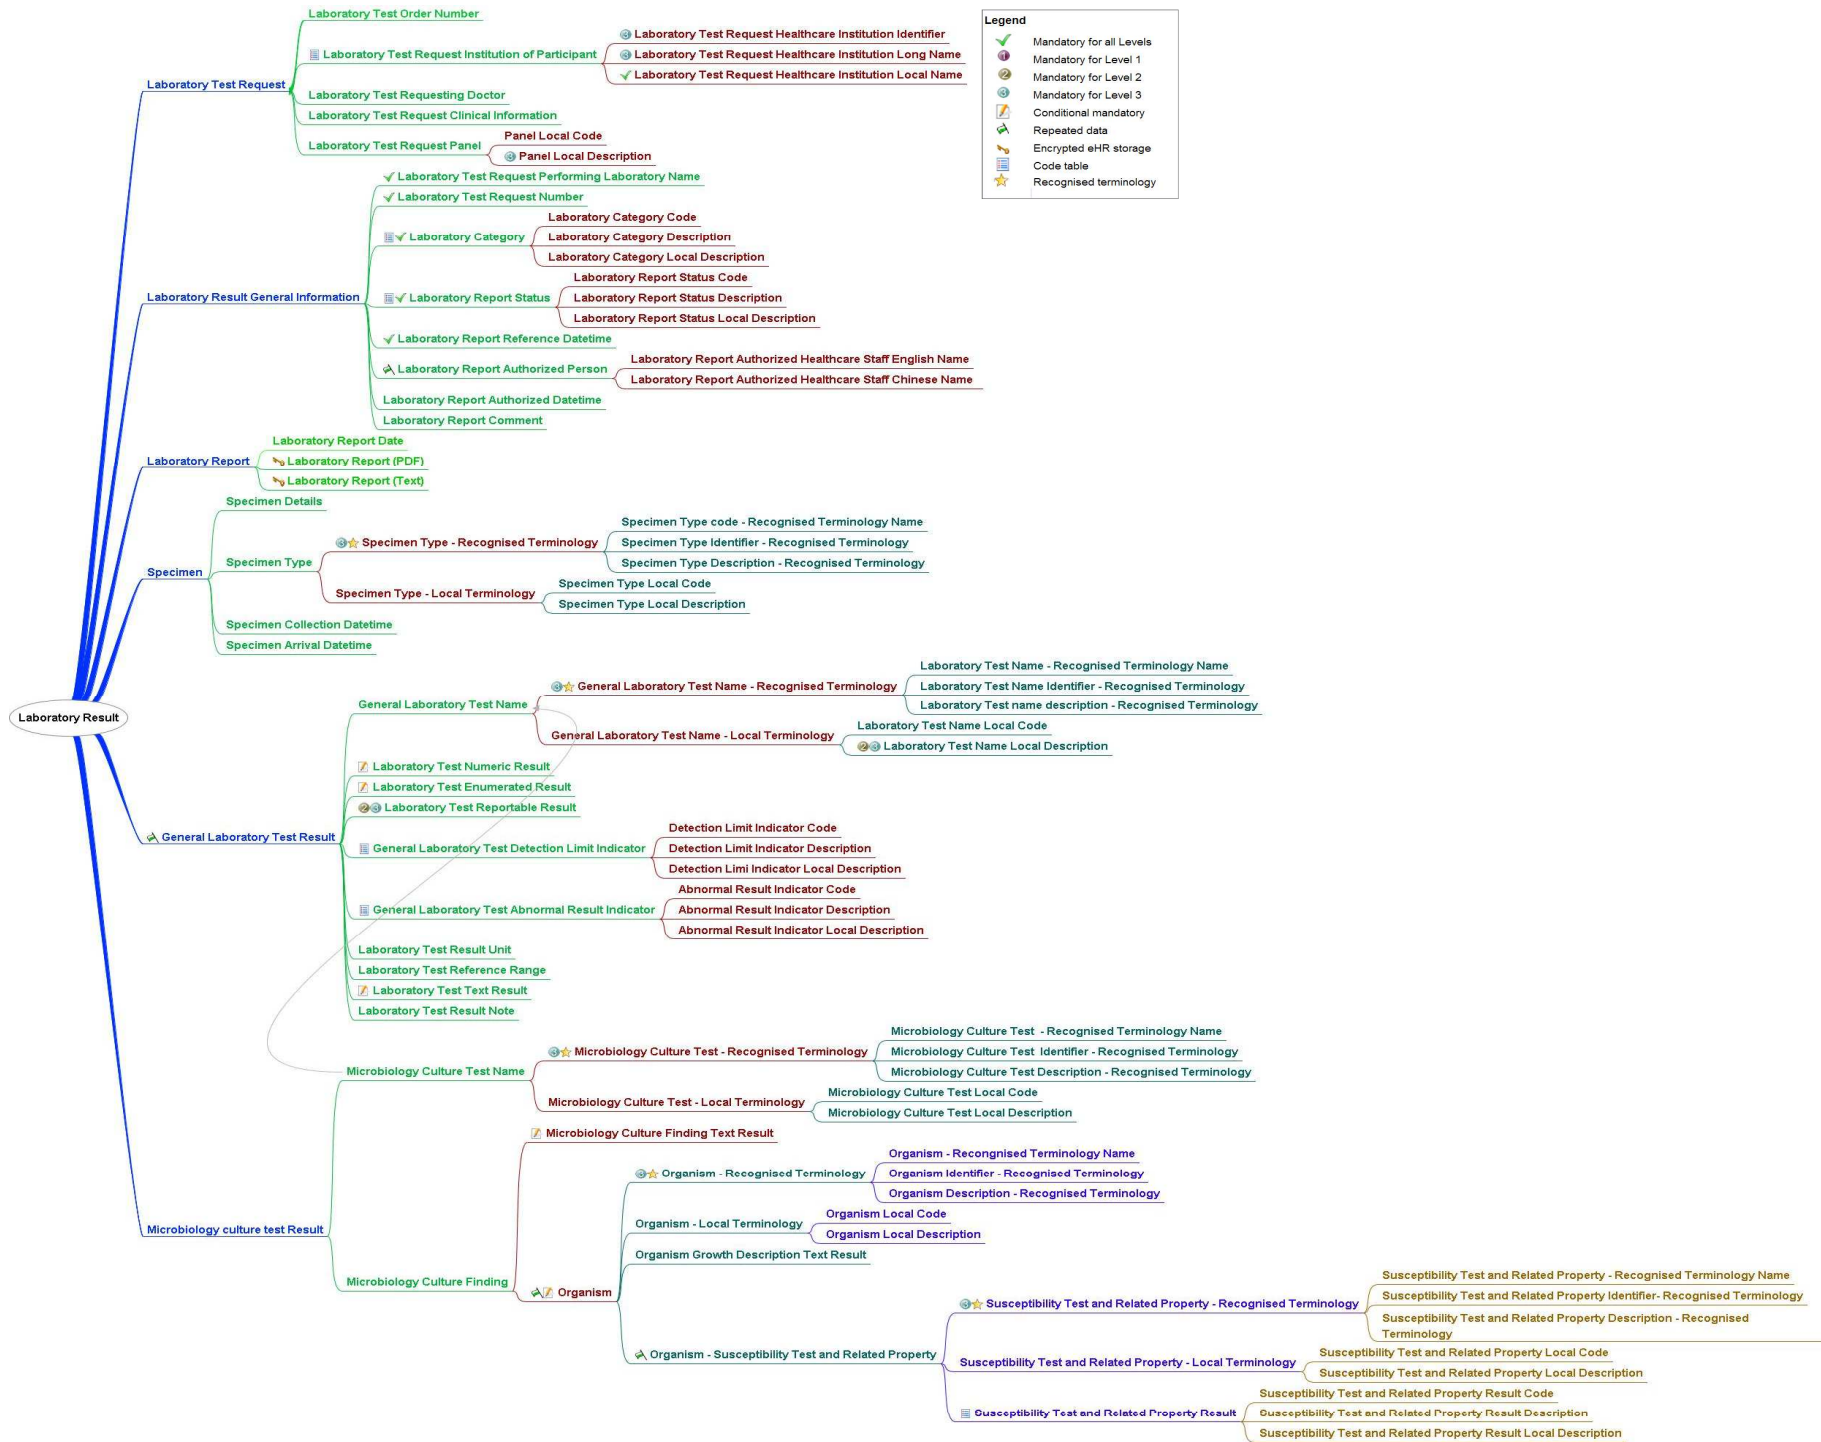 Laboratory Test Order Number
Laboratory Test Request Institution of Participant
Laboratory Test Request Healthcare Institution Identifier
Laboratory Test Request Healthcare Institution Long Name
Laboratory Test Request Healthcare Institution Local Name
Laboratory Test Request
Laboratory Test Requesting Doctor
Laboratory Test Request Clinical Information
Laboratory Test Request Panel
Panel Local Code
Panel Local Description
Legend
Mandatory for all Levels
1 Mandatory for Level 1
2 Mandatory for Level 2
3 Mandatory for Level 3
Conditional mandatory
Repeated data
Encrypted eHR storage
Code table
Recognised terminology
Laboratory Test Request Performing Laboratory Name
Laboratory Test Request Number
Laboratory Category
Laboratory Category Code
Laboratory Category Description
Laboratory Category Local Description
Laboratory Result General Information
Laboratory Report Status
Laboratory Report Status Code
Laboratory Report Status Description
Laboratory Report Status Local Description
Laboratory Report Reference Datetime
Laboratory Report Authorized Person
Laboratory Report Authorized Healthcare Staff English Name
Laboratory Report Authorized Healthcare Staff Chinese Name
Laboratory Report Authorized Datetime
Laboratory Report Comment
Laboratory Report
Laboratory Report Date
Laboratory Report (PDF)
Laboratory Report (Text)
Specimen
Specimen Details
Specimen Type
3 Specimen Type - Recognised Terminology
Specimen Type code - Recognised Terminology Name
Specimen Type Identifier - Recognised Terminology
Specimen Type Description - Recognised Terminology
Specimen Type - Local Terminology
Specimen Type Local Code
Specimen Type Local Description
Specimen Collection Datetime
Specimen Arrival Datetime
Laboratory Result
General Laboratory Test Result
General Laboratory Test Name
3 General Laboratory Test Name - Recognised Terminology
Laboratory Test Name - Recognised Terminology Name
Laboratory Test Name Identifier - Recognised Terminology
Laboratory Test name description - Recognised Terminology
General Laboratory Test Name - Local Terminology
Laboratory Test Name Local Code
2 3 Laboratory Test Name Local Description
Laboratory Test Numeric Result
Laboratory Test Enumerated Result
2 3 Laboratory Test Reportable Result
General Laboratory Test Detection Limit Indicator
Detection Limit Indicator Code
Detection Limit Indicator Description
Detection Limi Indicator Local Description
General Laboratory Test Abnormal Result Indicator
Abnormal Result Indicator Code
Abnormal Result Indicator Description
Abnormal Result Indicator Local Description
Laboratory Test Result Unit
Laboratory Test Reference Range
Laboratory Test Text Result
Laboratory Test Result Note
Microbiology culture test Result
Microbiology Culture Test Name
3 Microbiology Culture Test - Recognised Terminology
Microbiology Culture Test - Recognised Terminology Name
Microbiology Culture Test Identifier - Recognised Terminology
Microbiology Culture Test Description - Recognised Terminology
Microbiology Culture Test - Local Terminology
Microbiology Culture Test Local Code
Microbiology Culture Test Local Description
Microbiology Culture Finding
Microbiology Culture Finding Text Result
Organism
3 Organism - Recognised Terminology
Organism - Recongnised Terminology Name
Organism Identifier - Recognised Terminology
Organism Description - Recognised Terminology
Organism - Local Terminology
Organism Local Code
Organism Local Description
Organism Growth Description Text Result
Organism - Susceptibility Test and Related Property
3 Susceptibility Test and Related Property - Recognised Terminology
Susceptibility Test and Related Property - Recognised Terminology Name
Susceptibility Test and Related Property Identifier- Recognised Terminology
Susceptibility Test and Related Property Description - Recognised
Terminology
Susceptibility Test and Related Property - Local Terminology
Susceptibility Test and Related Property Local Code
Susceptibility Test and Related Property Local Description
Susceptibility Test and Related Property Result
Susceptibility Test and Related Property Result Code
Susceptibility Test and Related Property Result Description
Susceptibility Test and Related Property Result Local Description